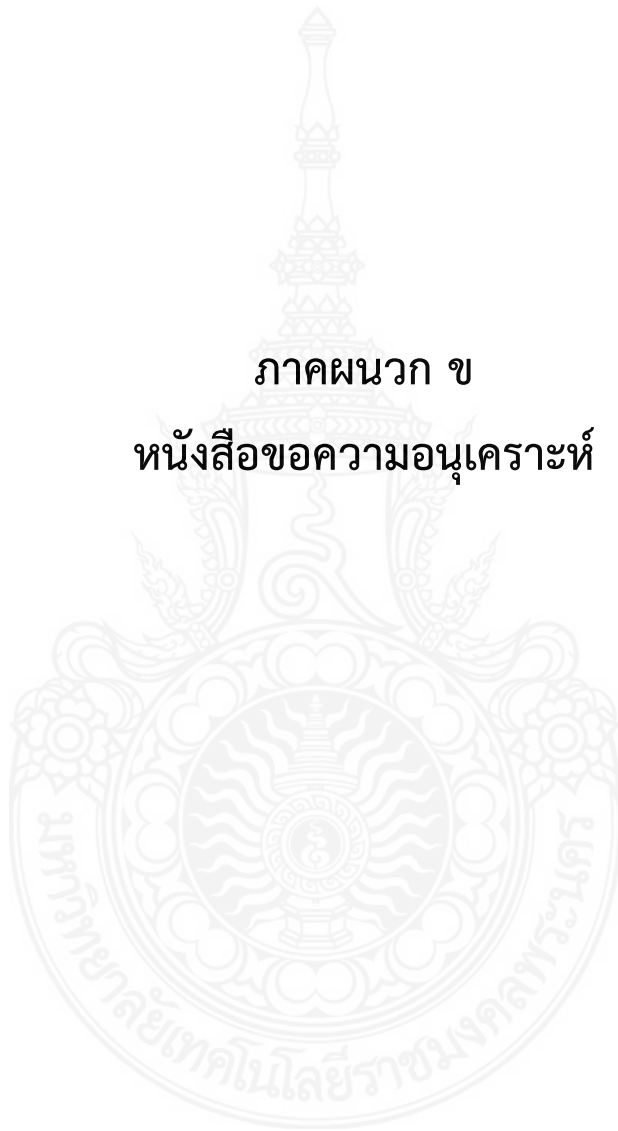 ภาคผนวก ข
หนังสือขอความอนุเคราะห์
มหาวิทยาลัยเทคโนโลยีราชมงคลพระนคร